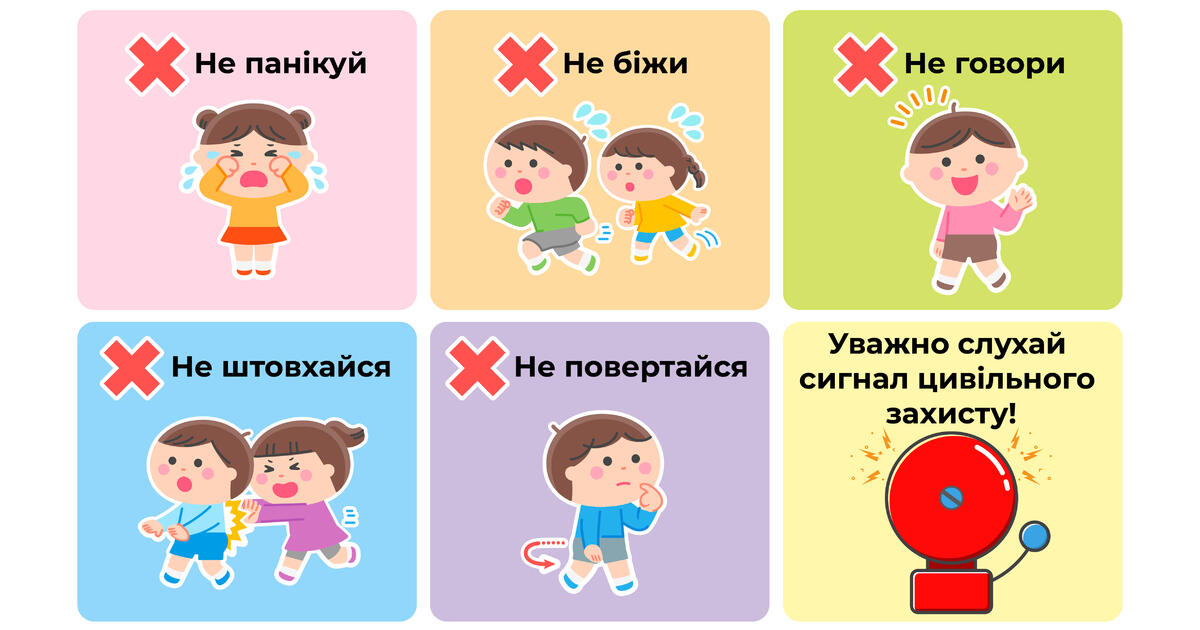 Не панікуй
Не біжи
Не говори
Не штовхайся
Не повертайся
Уважно слухай
сигнал цивільного
захисту!